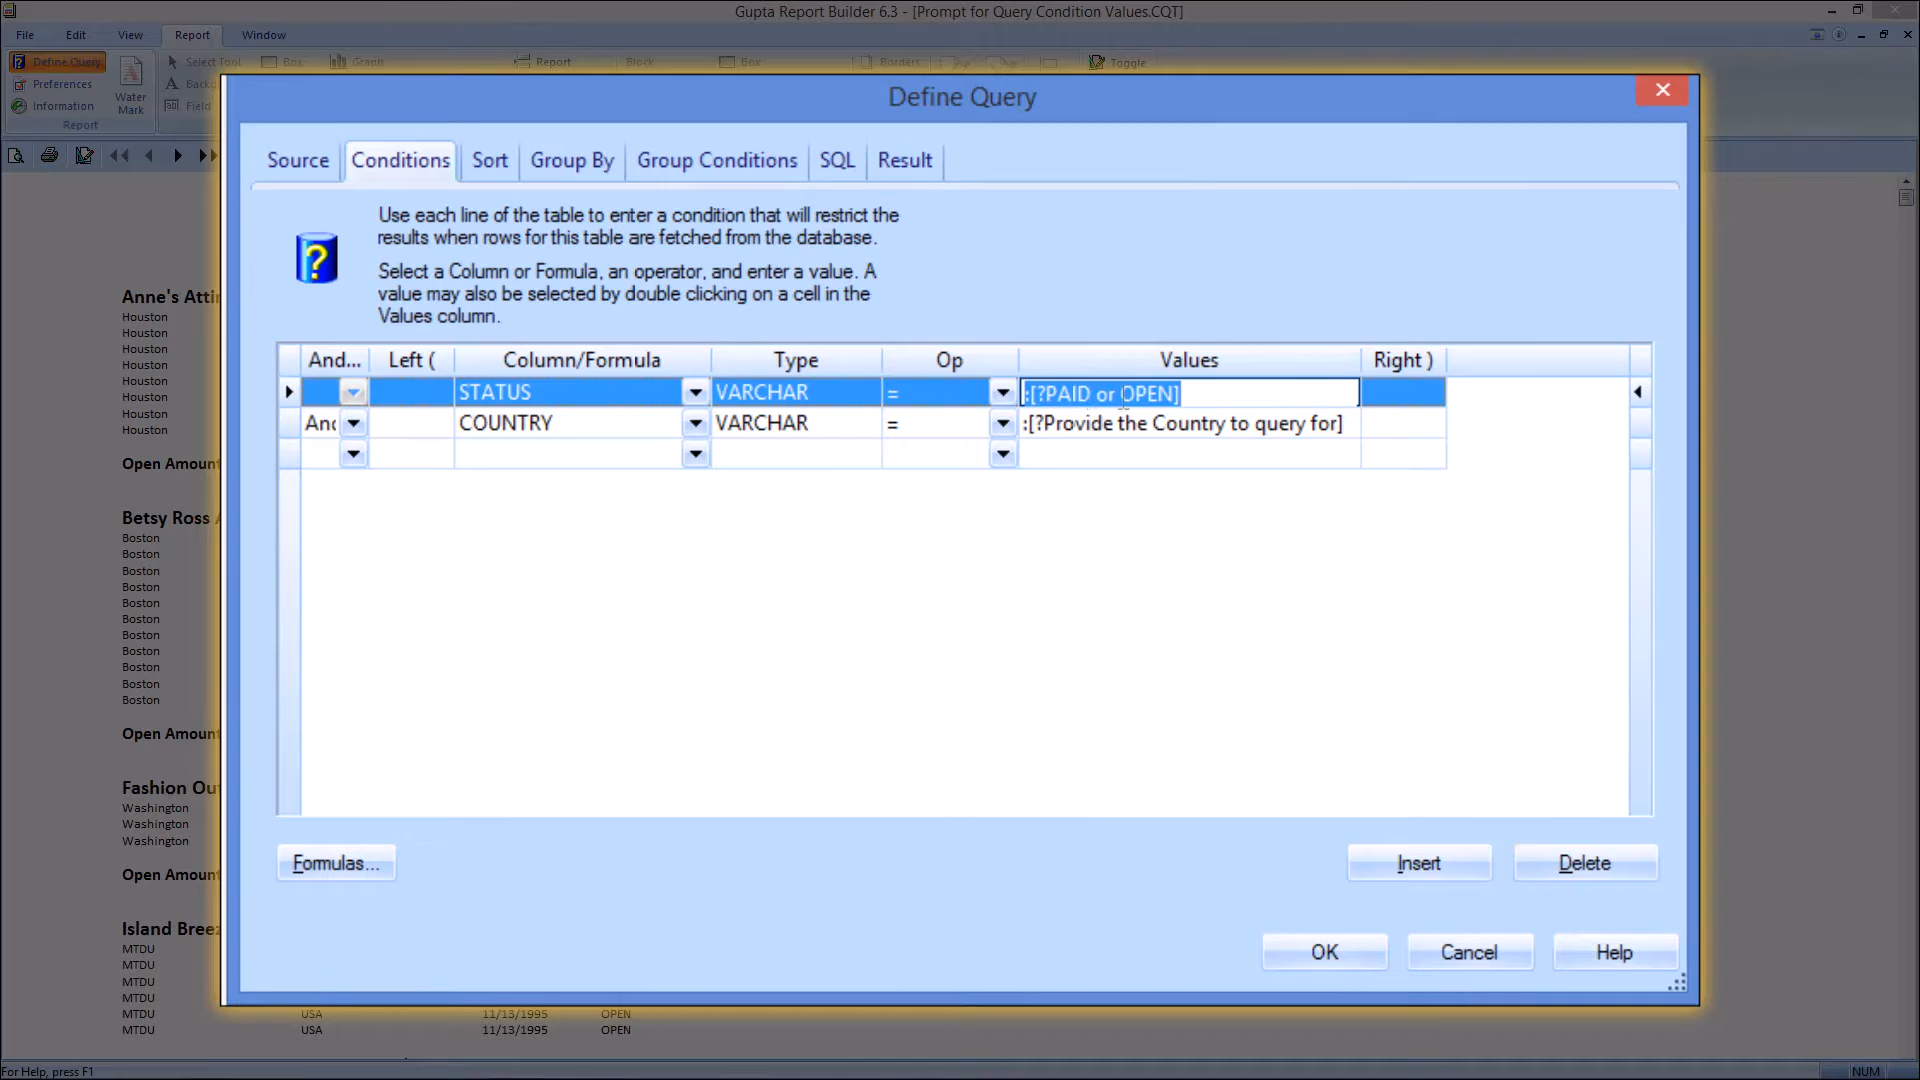 Gupta Report Builder 6.3 - [Prompt for Query Condition Values.CQT]
File Edit View Report Window
Define Query Select Tool Box Graph Report Block Box Borders Toggle
Preferences Water Mark
Information Field
Report
Define Query
Source Conditions Sort Group By Group Conditions SQL Result
Use each line of the table to enter a condition that will restrict the
results when rows for this table are fetched from the database.
Select a Column or Formula, an operator, and enter a value. A
value may also be selected by double clicking on a cell in the
Values column.
And... Left ( Column/Formula Type Op Values Right )
STATUS VARCHAR = :[?PAID or OPEN]
COUNTRY VARCHAR = :[?Provide the Country to query for]
Formulas... Insert Delete
OK Cancel Help
Anne's
Houston
Houston
Houston
Houston
Houston
Houston
Houston
Houston
Open
Betsy Ross
Boston
Boston
Boston
Boston
Boston
Boston
Boston
Boston
Boston
Boston
Boston
Open
Fashion
Washington
Washington
Washington
Open
Island
MTDU
MTDU
MTDU
MTDU
MTDU USA 11/13/1995 OPEN
MTDU USA 11/13/1995 OPEN
For Help, press F1 NUM